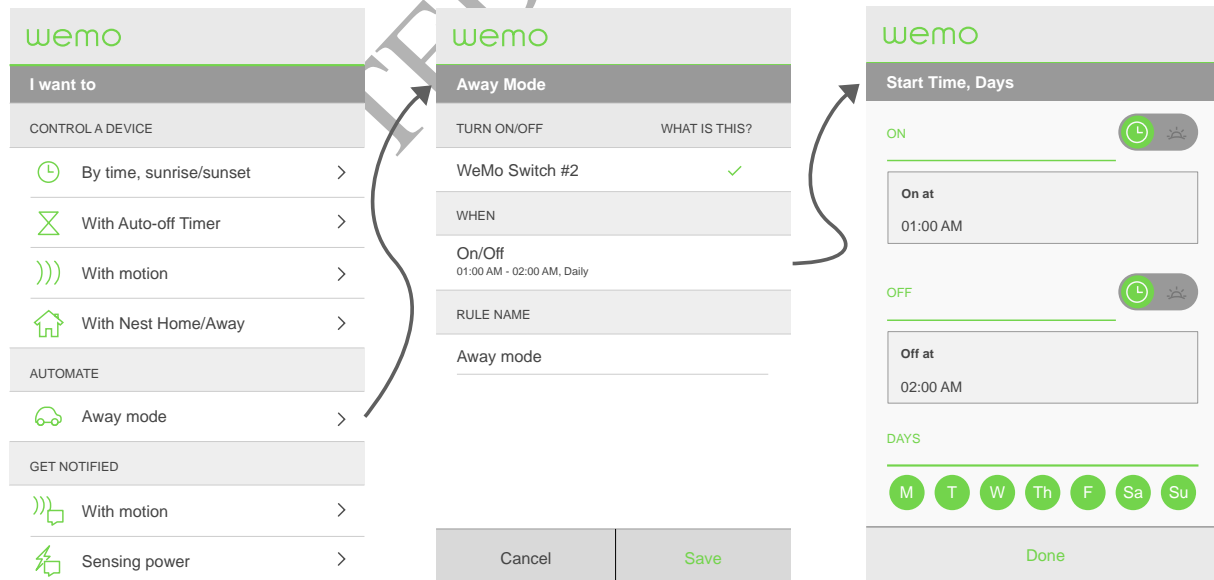 wemo
I want to
CONTROL A DEVICE
By time, sunrise/sunset
With Auto-off Timer
With motion
With Nest Home/Away
AUTOMATE
Away mode
GET NOTIFIED
With motion
Sensing power
wemo
Away Mode
TURN ON/OFF WHAT IS THIS?
WeMo Switch #2
WHEN
On/Off
01:00 AM - 02:00 AM, Daily
RULE NAME
Away mode
Cancel Save
wemo
Start Time, Days
ON
On at
01:00 AM
OFF
Off at
02:00 AM
DAYS
M T W Th F Sa Su
Done